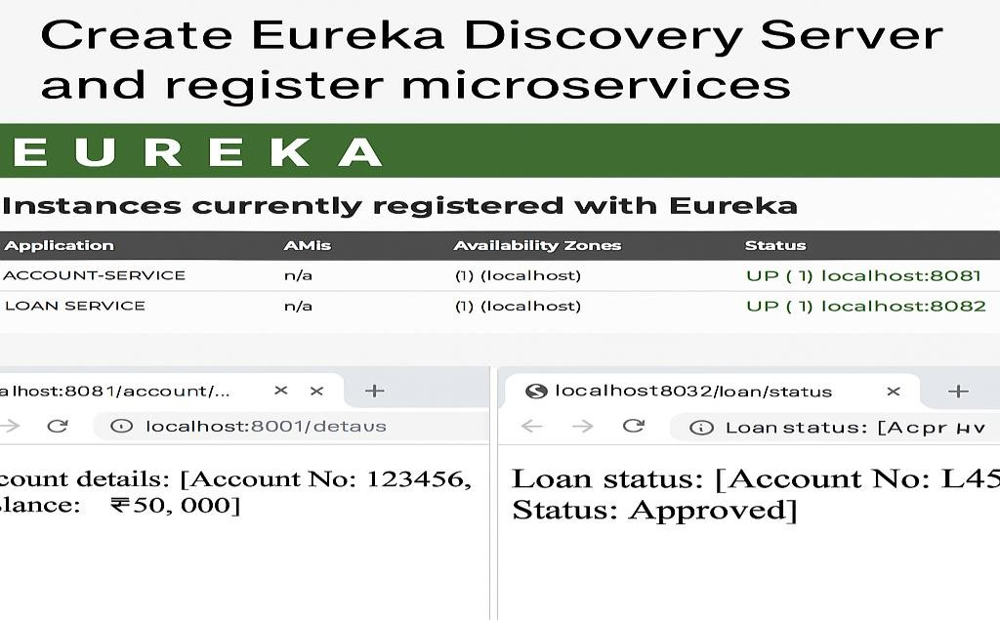 Create Eureka Discovery Server
and register microservices
EUREKA
Instances currently registered with Eureka
Application AMis Availability Zones Status
ACCOUNT-SERVICE n/a (1) (localhost) UP ( 1) localhost:8081
LOAN SERVICE n/a (1) (localhost) UP ( 1) localhost:8082
alhost:8081/account/...
localhost:8001/detaus
count details: [Account No: 123456,
lance: ₹50, 000]
localhost8032/loan/status
Loan status: [Acpr
Loan status: [Account No: L45
Status: Approved]